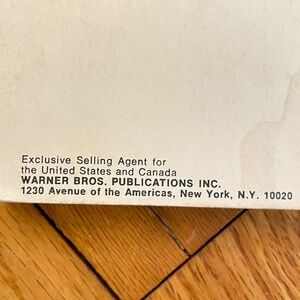 Exclusive Selling Agent for
the United States and Canada
WARNER BROS. PUBLICATIONS INC.
1230 Avenue of the Americas, New York, N.Y. 10020